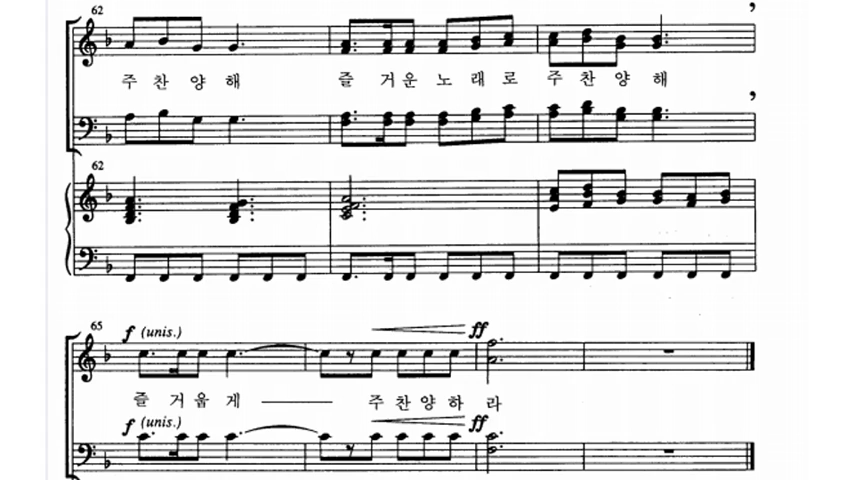 62
주 찬 양 해 즐 거운 노 래 로 주 찬 양 해
62
65
f (unis.) ff
즐 거 웁 게 주 찬 양 하 라
f (unis.) ff